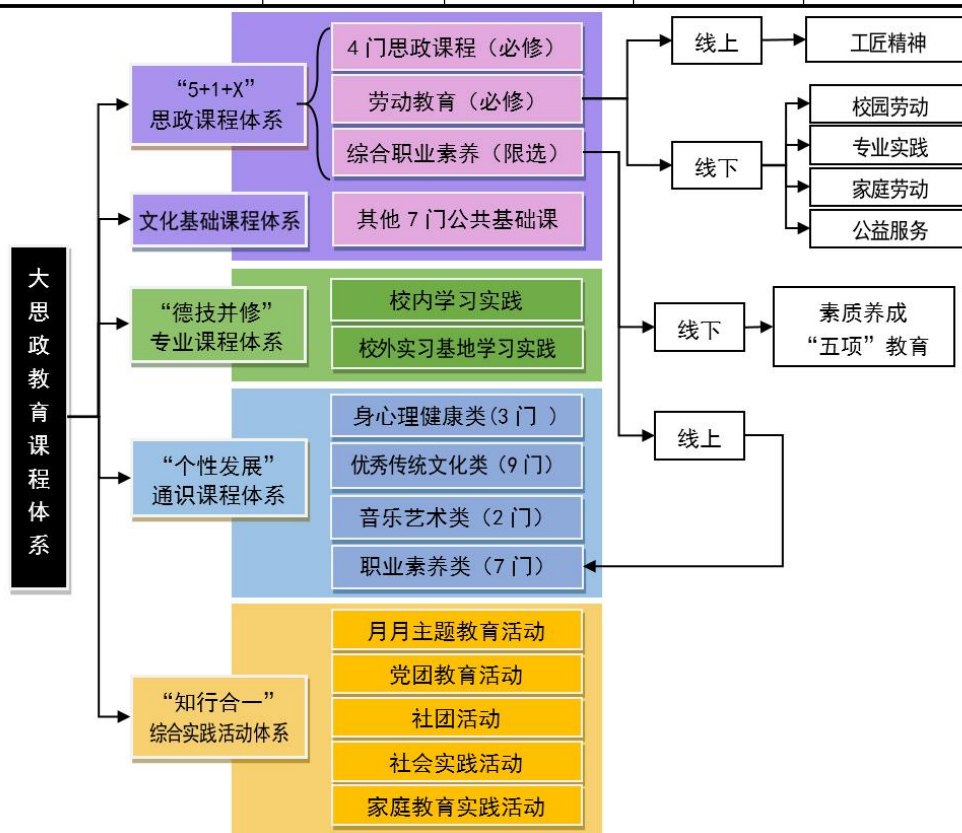 大思政教育课程体系
“5+1+X”
思政课程体系
4 门思政课程（必修）
劳动教育（必修）
综合职业素养（限选）
文化基础课程体系
其他 7 门公共基础课
“德技并修”
专业课程体系
校内学习实践
校外实习基地学习实践
“个性发展”
通识课程体系
身心理健康类(3 门 )
优秀传统文化类（9 门）
音乐艺术类（2 门）
职业素养类（7 门）
“知行合一”
综合实践活动体系
月月主题教育活动
党团教育活动
社团活动
社会实践活动
家庭教育实践活动
线上
工匠精神
线下
校园劳动
专业实践
家庭劳动
公益服务
线下
素质养成
“五项”教育
线上